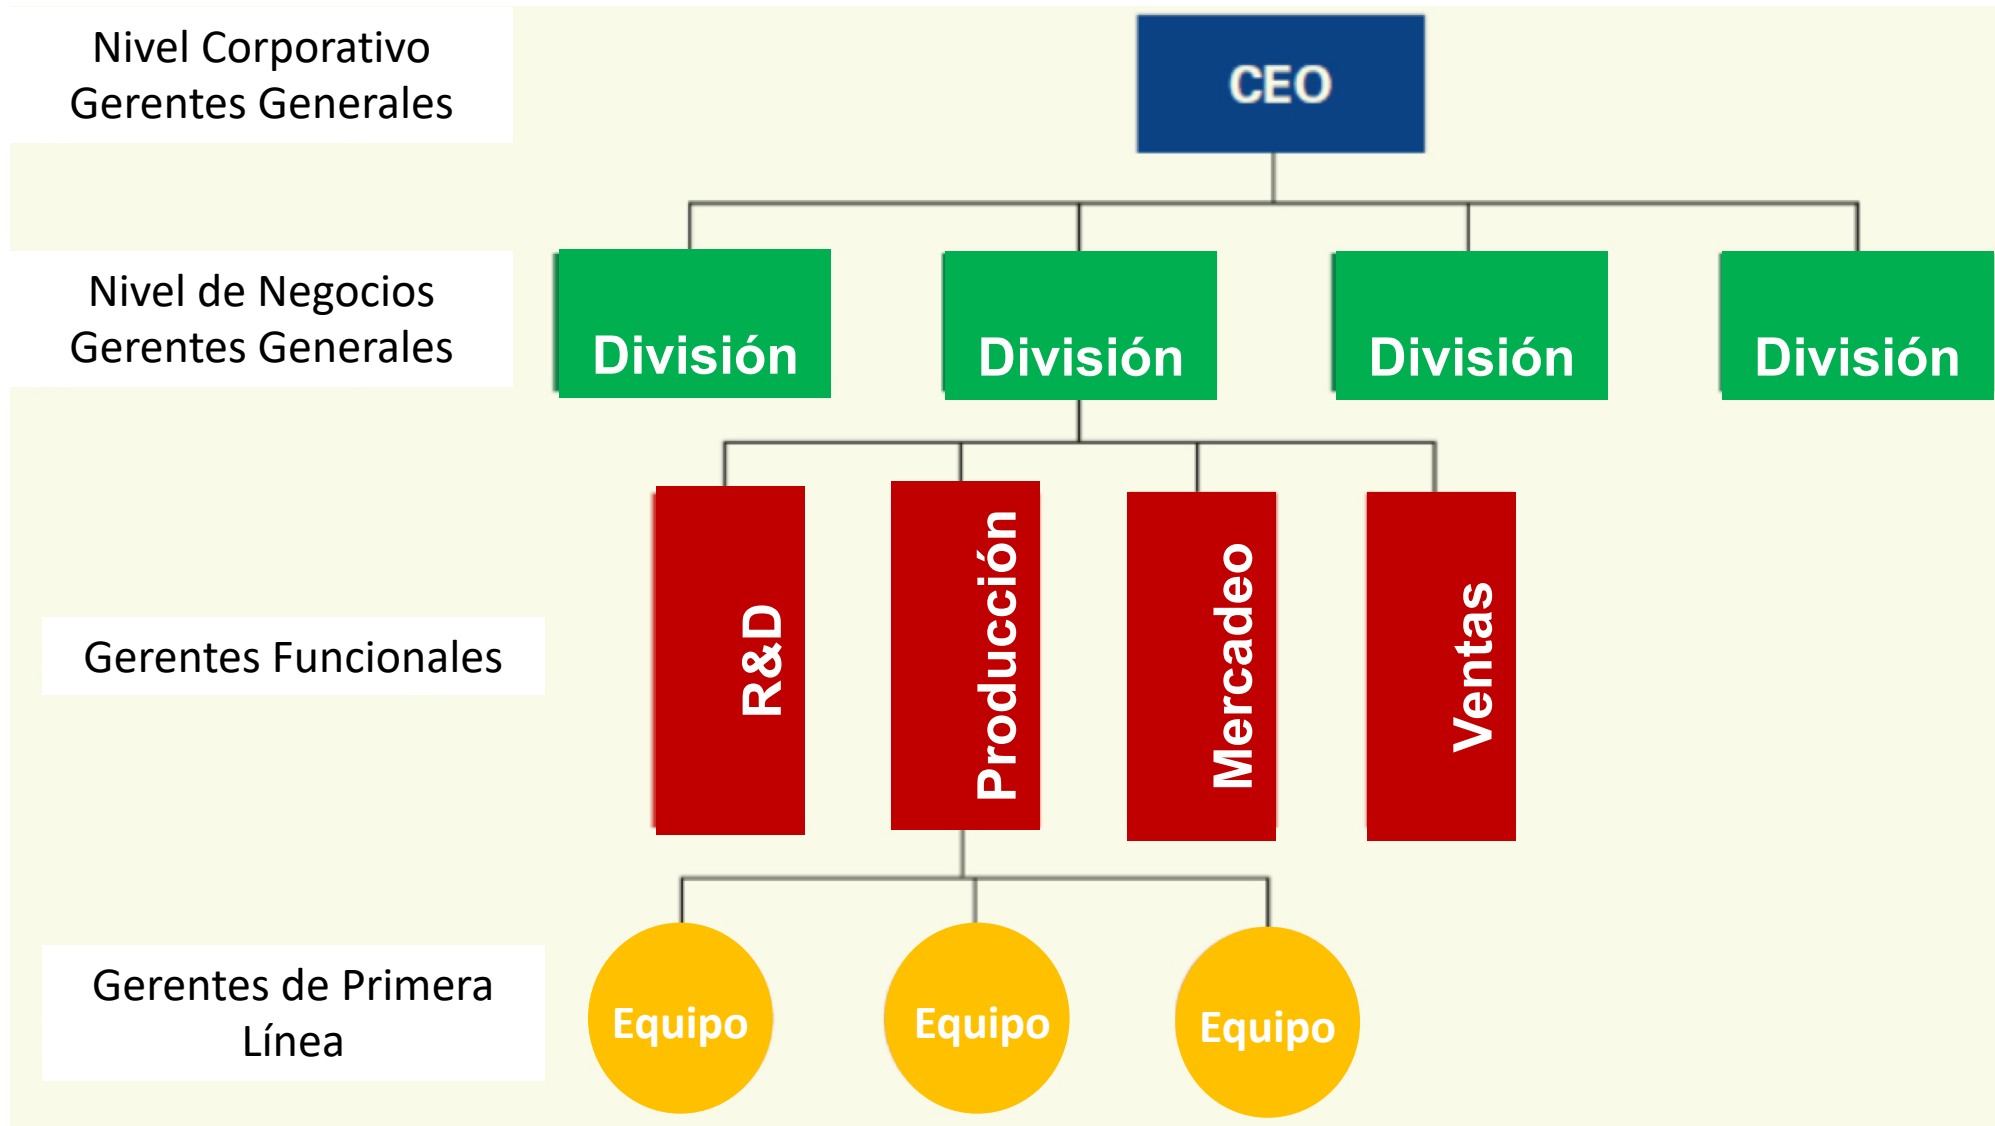 Nivel Corporativo
Gerentes Generales
CEO
Nivel de Negocios
Gerentes Generales
División
División
División
División
Gerentes Funcionales
R&D
Producción
Mercadeo
Ventas
Gerentes de Primera
Línea
Equipo
Equipo
Equipo